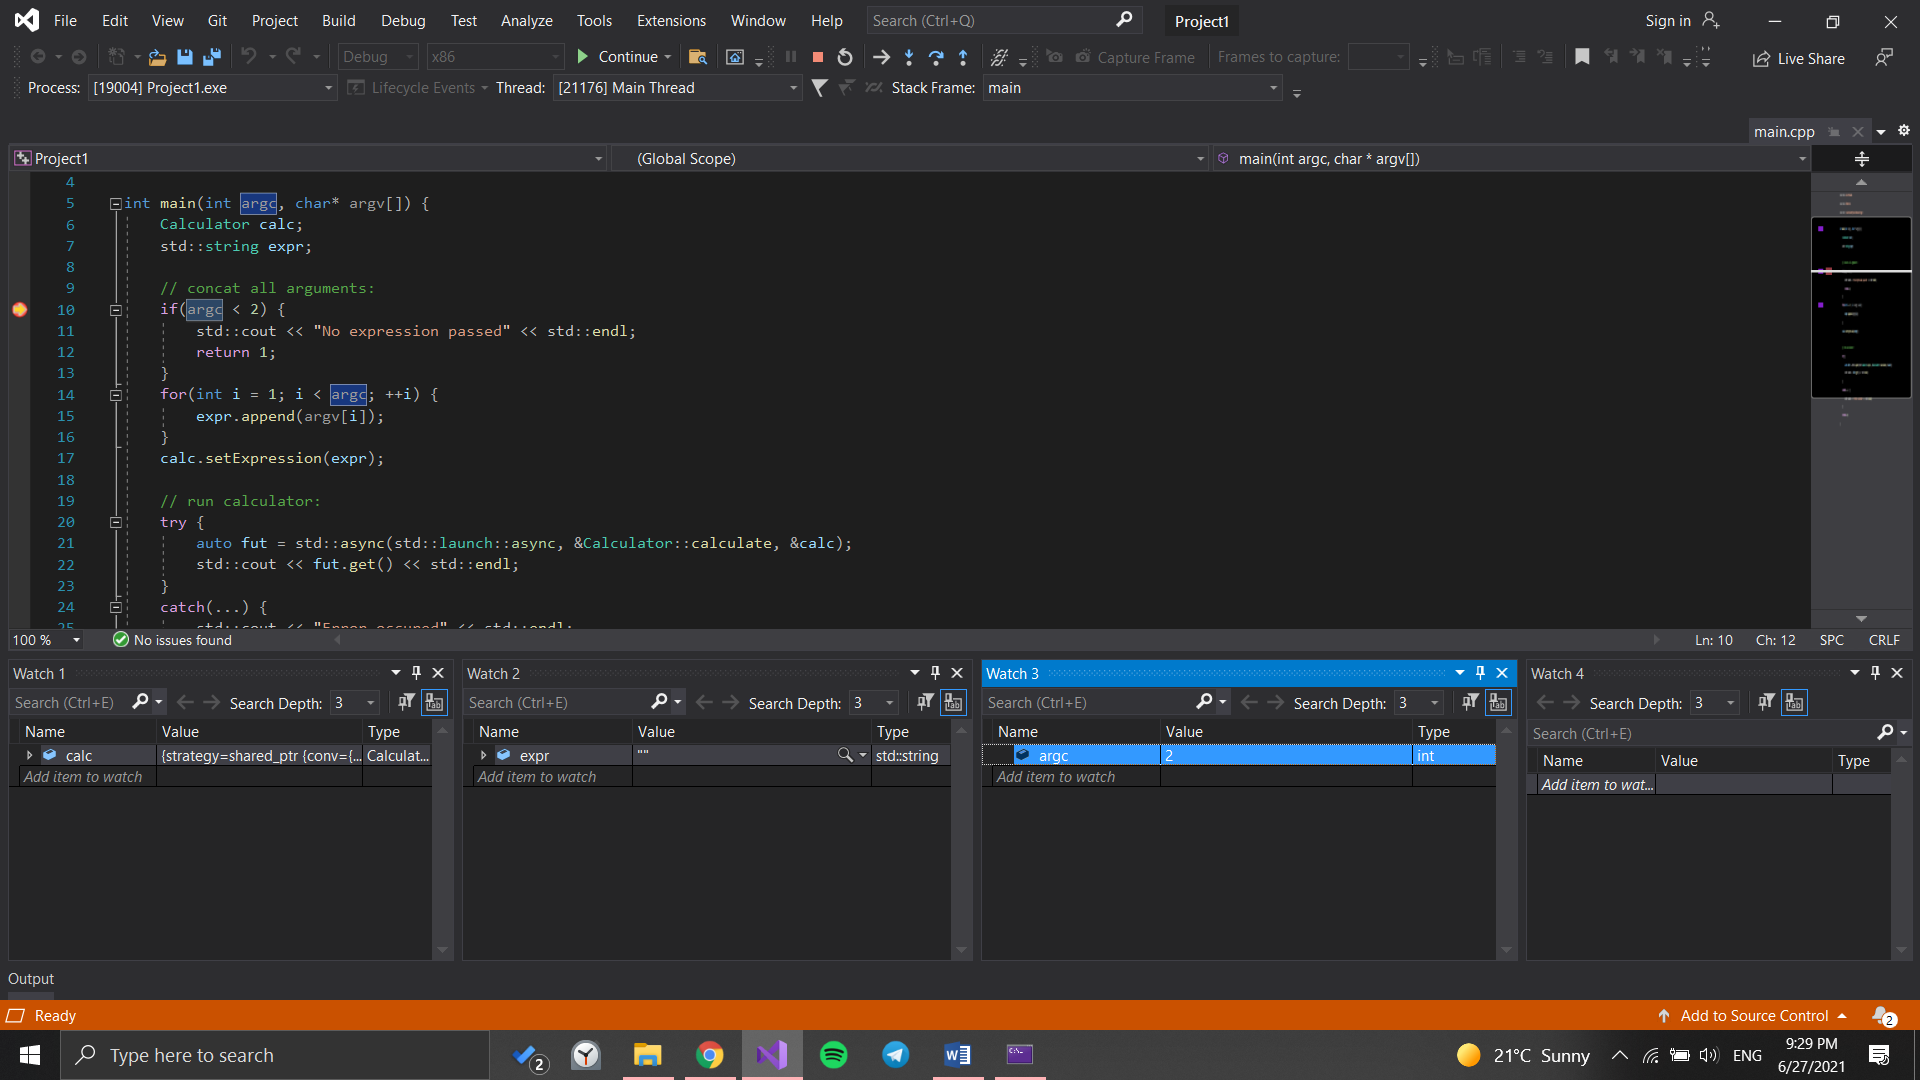 File Edit View Git Project Build Debug Test Analyze Tools Extensions Window Help Search (Ctrl+Q) Project1 Sign in
Debug x86 Continue Capture Frame Frames to capture: Live Share
Process: [19004] Project1.exe Lifecycle Events Thread: [21176] Main Thread Stack Frame: main
main.cpp
Project1 (Global Scope) main(int argc, char * argv[])
4
5 int main(int argc, char* argv[]) {
6 Calculator calc;
7 std::string expr;
8
9 // concat all arguments:
10 if(argc < 2) {
11 std::cout << "No expression passed" << std::endl;
12 return 1;
13 }
14 for(int i = 1; i < argc; ++i) {
15 expr.append(argv[i]);
16 }
17 calc.setExpression(expr);
18
19 // run calculator:
20 try {
21 auto fut = std::async(std::launch::async, &Calculator::calculate, &calc);
22 std::cout << fut.get() << std::endl;
23 }
24 catch(...) {
25 std::cout << "Error occured" << std::endl;
100 % No issues found Ln: 10 Ch: 12 SPC CRLF
Watch 1 Watch 2 Watch 3 Watch 4
Search (Ctrl+E) Search Depth: 3 Search (Ctrl+E) Search Depth: 3 Search (Ctrl+E) Search Depth: 3 Search Depth: 3
Name Value Type Name Value Type Name Value Type Search (Ctrl+E)
calc {strategy=shared_ptr {conv={... Calculat... expr "" std::string argc 2 int Name Value Type
Add item to watch Add item to watch Add item to watch Add item to wat...
Output
Ready Add to Source Control 2
Type here to search 2 21°C Sunny ENG 9:29 PM
6/27/2021